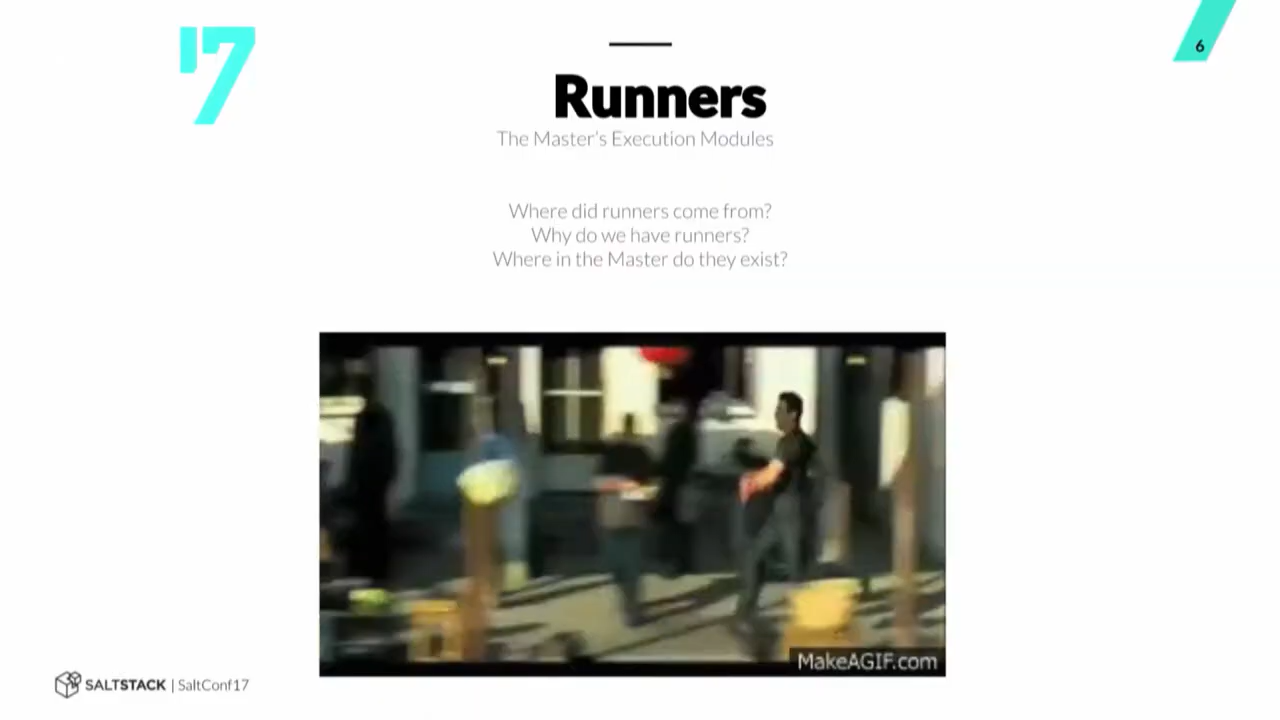 '17
6
Runners
The Master's Execution Modules
Where did runners come from?
Why do we have runners?
Where in the Master do they exist?
MakeAGIF.com
SALTSTACK | SaltConf17